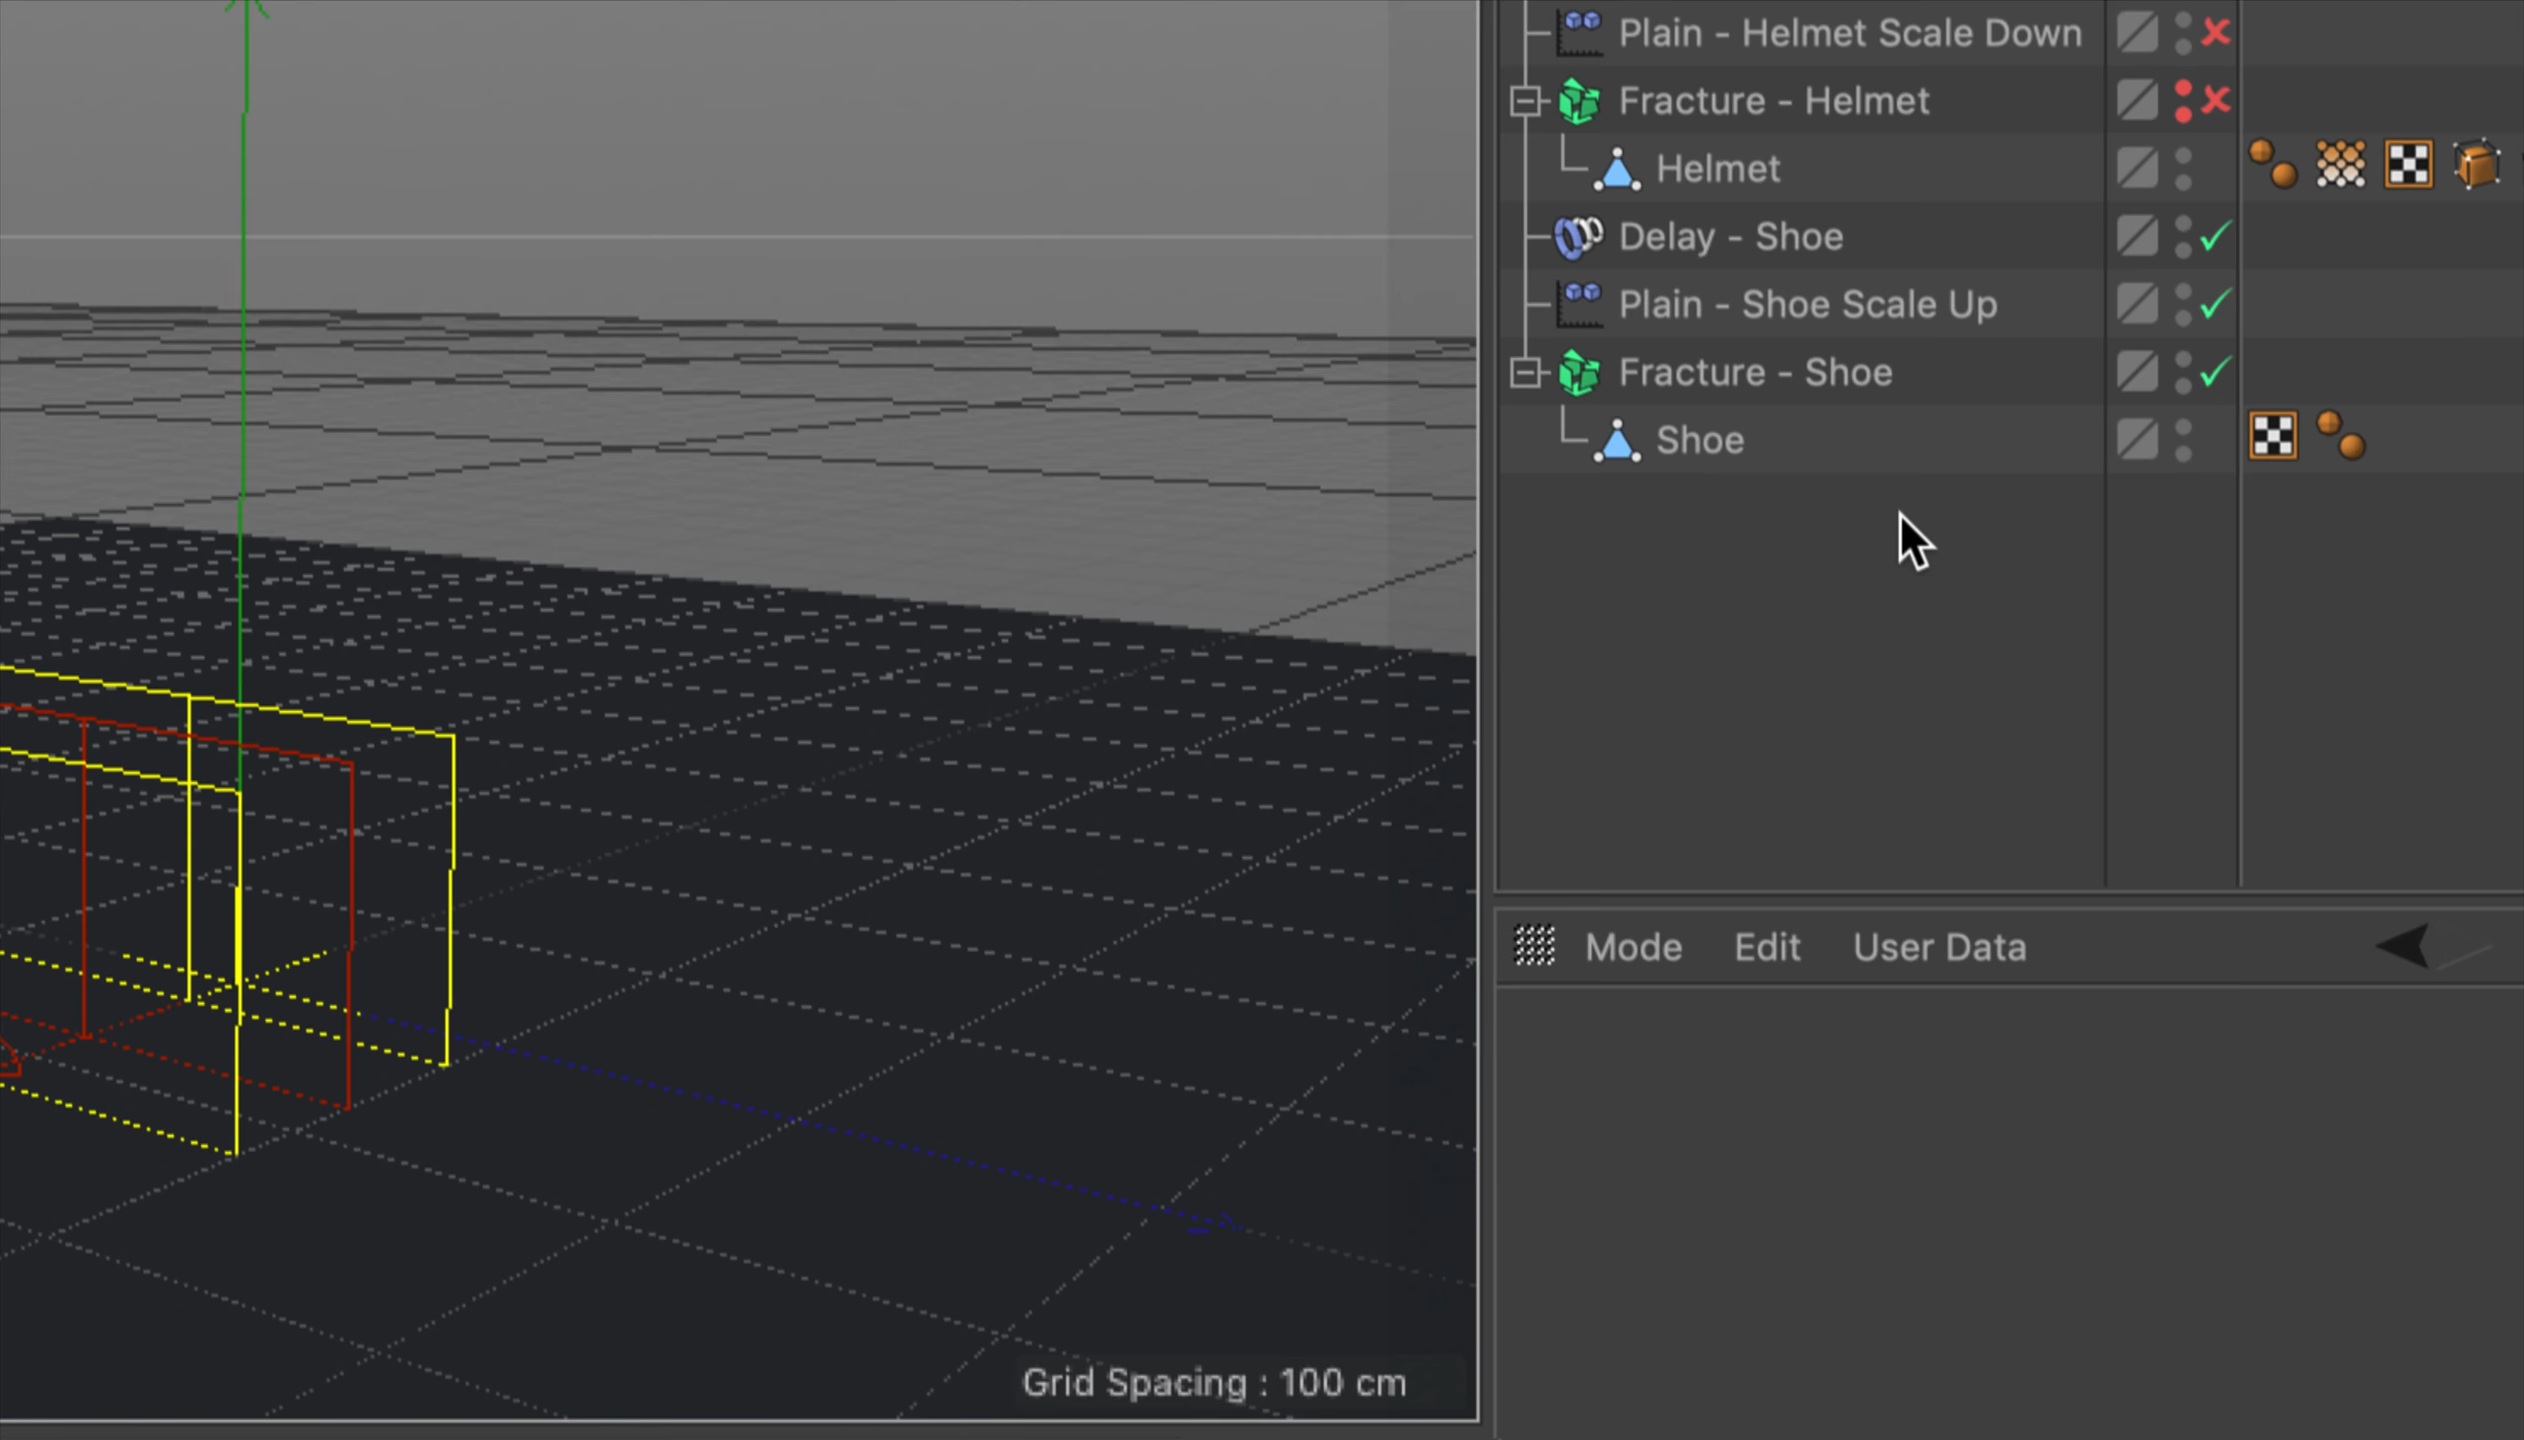 Plain - Helmet Scale Down
Fracture - Helmet
Helmet
Delay - Shoe
Plain - Shoe Scale Up
Fracture - Shoe
Shoe
Mode Edit User Data
Grid Spacing : 100 cm